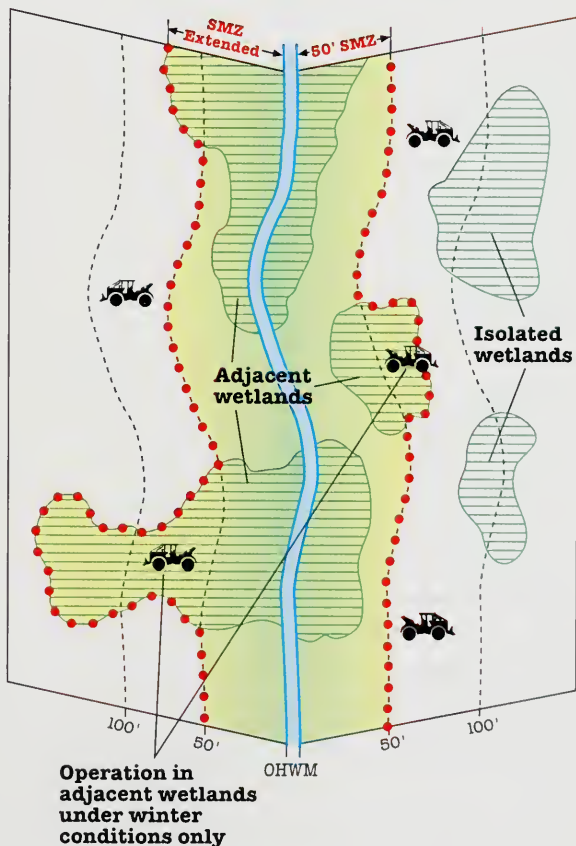 SMZ
Extended
50' SMZ
Isolated
wetlands
Adjacent
wetlands
100'
50'
OHWM
50'
100'
Operation in
adjacent wetlands
under winter
conditions only